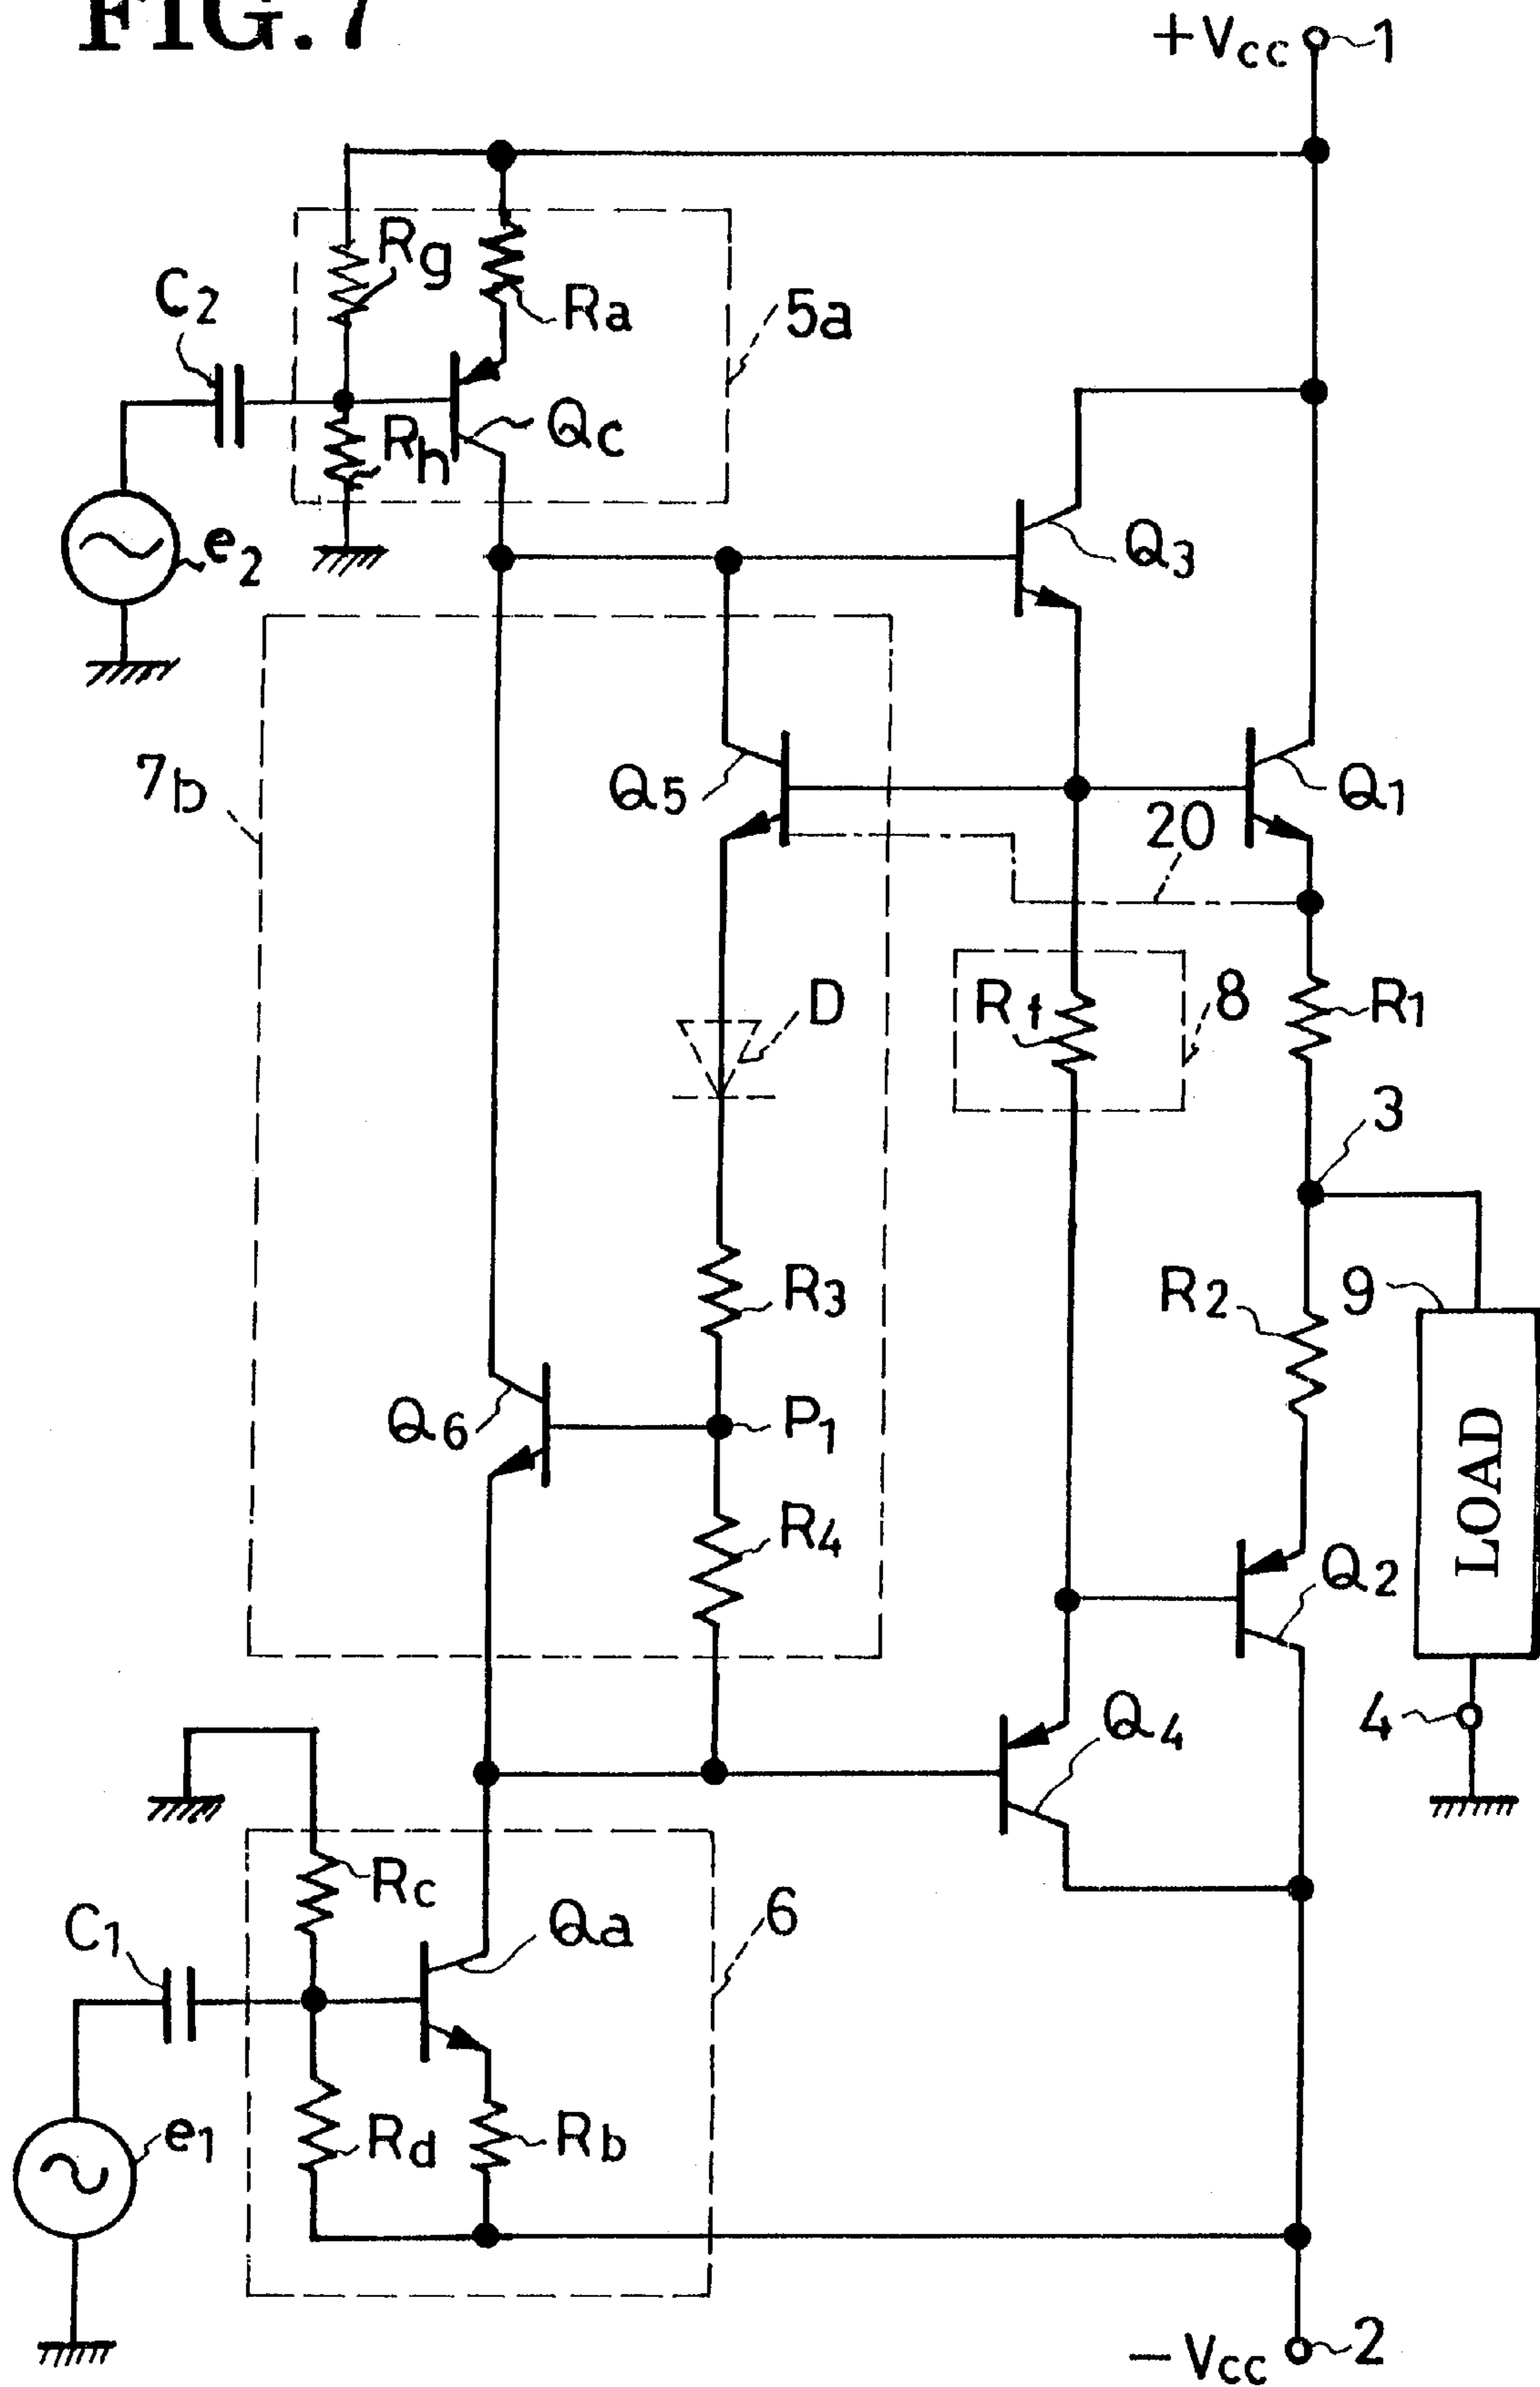 FIG.7
+Vcc
1
Rg
Ra
C2
5a
Rh
Qc
Q3
e2
7b
Q5
Q1
20
D
Rf
8
R1
3
R3
R2
9
Q6
P1
R4
LOAD
Q2
4
Q4
Rc
C1
Qa
6
e1
Rd
Rb
-Vcc
2